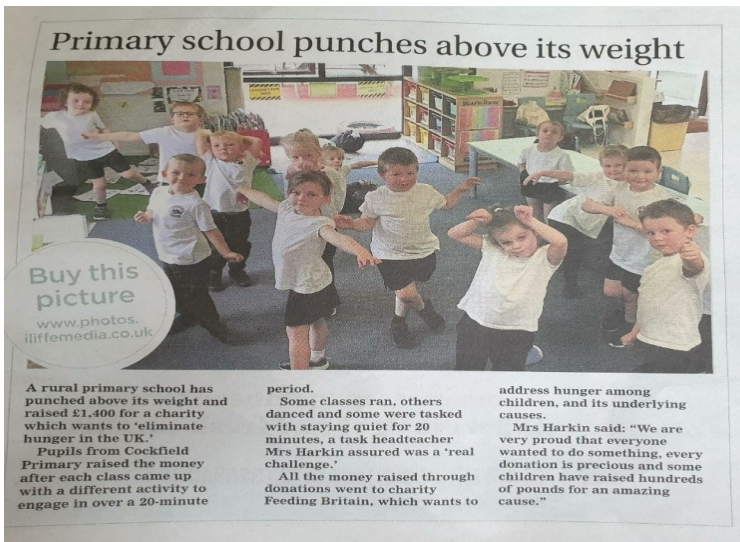 Primary school punches above its weight
Buy this
picture
www.photos.
iliffemedia.co.uk
A rural primary school has
punched above its weight and
raised £1,400 for a charity
which wants to ‘eliminate
hunger in the UK.’
Pupils from Cockfield
Primary raised the money
after each class came up
with a different activity to
engage in over a 20-minute
period.
Some classes ran, others
danced and some were tasked
with staying quiet for 20
minutes, a task headteacher
Mrs Harkin assured was a ‘real
challenge.’
All the money raised through
donations went to charity
Feeding Britain, which wants to
address hunger among
children, and its underlying
causes.
Mrs Harkin said: “We are
very proud that everyone
wanted to do something, every
donation is precious and some
children have raised hundreds
of pounds for an amazing
cause.”